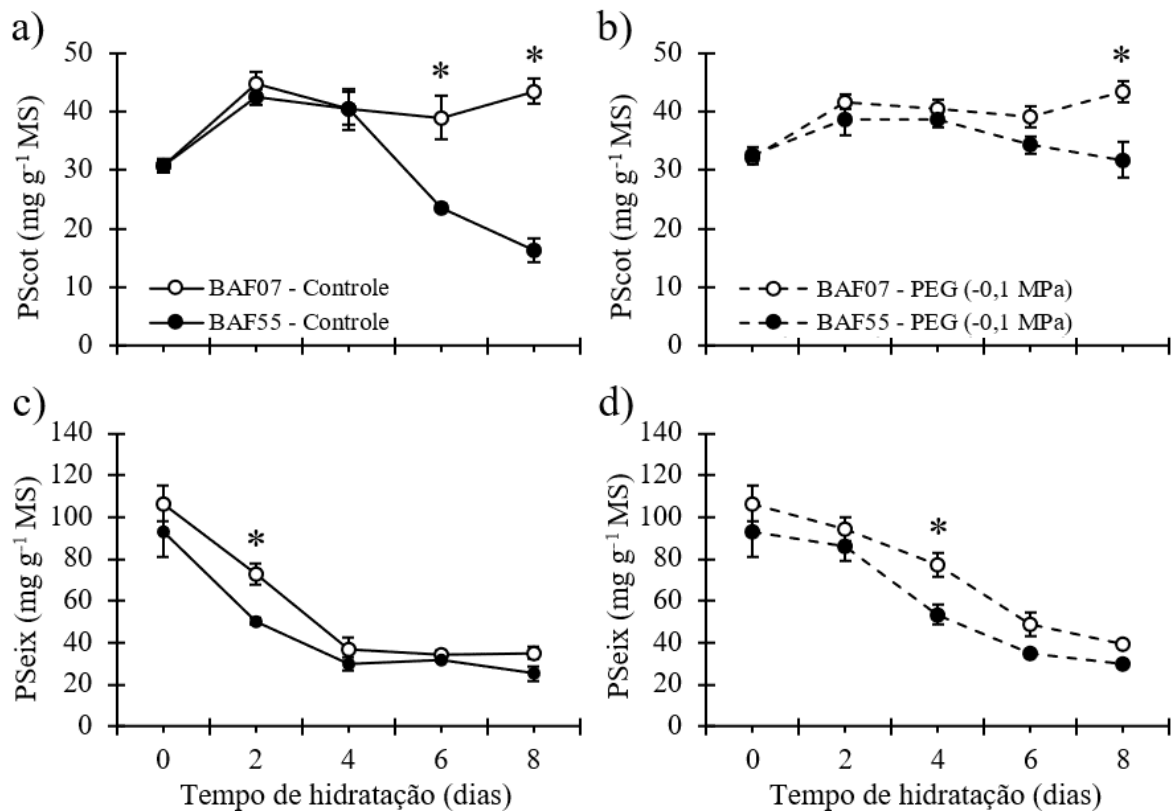 a)
50
40
30
20
10
0
PScot (mg g⁻¹ MS)
*
*
BAF07 - Controle
BAF55 - Controle
b)
50
40
30
20
10
0
PScot (mg g⁻¹ MS)
*
BAF07 - PEG (-0,1 MPa)
BAF55 - PEG (-0,1 MPa)
c)
140
120
100
80
60
40
20
0
PSeix (mg g⁻¹ MS)
*
0 2 4 6 8
Tempo de hidratação (dias)
d)
140
120
100
80
60
40
20
0
PSeix (mg g⁻¹ MS)
*
0 2 4 6 8
Tempo de hidratação (dias)